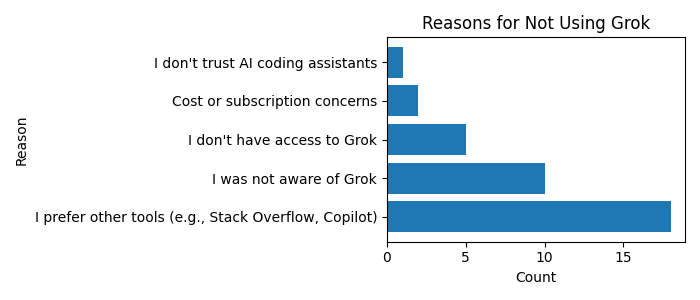 Reasons for Not Using Grok
I don't trust AI coding assistants
Cost or subscription concerns
I don't have access to Grok
I was not aware of Grok
I prefer other tools (e.g., Stack Overflow, Copilot)
Reason
0 5 10 15
Count